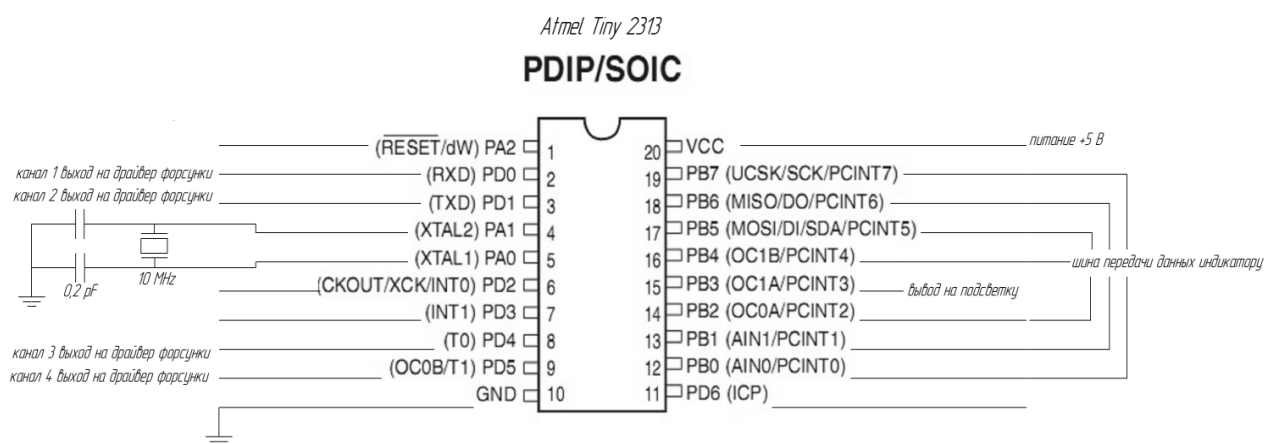 Atmel Tiny 2313
PDIP/SOIC
(RESET/dW) PA2
1
20
VCC
питание +5 В
канал 1 выход на драйвер форсунки
(RXD) PD0
2
19
PB7 (UCSK/SCK/PCINT7)
канал 2 выход на драйвер форсунки
(TXD) PD1
3
18
PB6 (MISO/DO/PCINT6)
(XTAL2) PA1
4
17
PB5 (MOSI/DI/SDA/PCINT5)
(XTAL1) PA0
5
16
PB4 (OC1B/PCINT4)
шина передачи данных индикатору
10 MHz
0,2 pF
(CKOUT/XCK/INT0) PD2
6
15
PB3 (OC1A/PCINT3)
вывод на подсветку
(INT1) PD3
7
14
PB2 (OC0A/PCINT2)
(T0) PD4
8
13
PB1 (AIN1/PCINT1)
канал 3 выход на драйвер форсунки
(OC0B/T1) PD5
9
12
PB0 (AIN0/PCINT0)
канал 4 выход на драйвер форсунки
GND
10
11
PD6 (ICP)